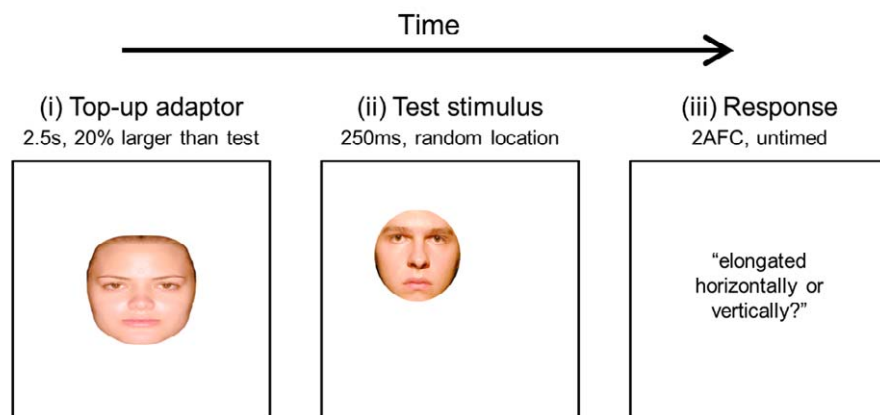 Time
(i) Top-up adaptor
2.5s, 20% larger than test
(ii) Test stimulus
250ms, random location
(iii) Response
2AFC, untimed
“elongated
horizontally or
vertically?”